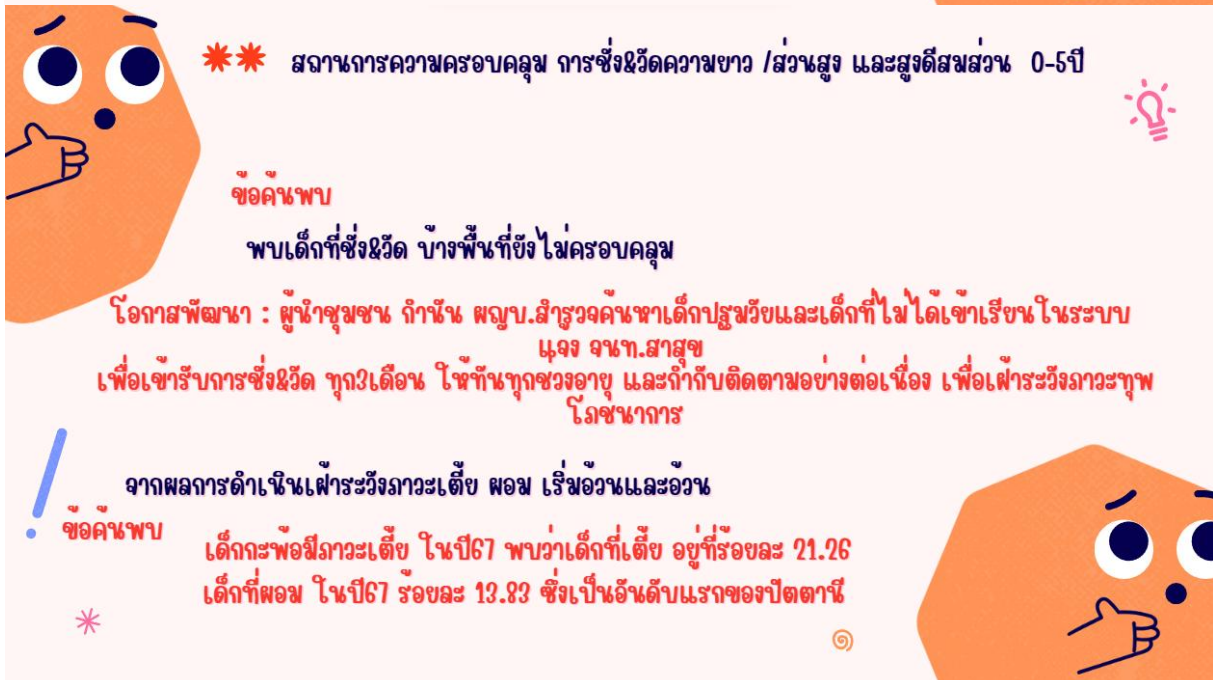 ** สถานการความครอบคลุม การชั่ง&วัดความยาว /ส่วนสูง และสูงดีสมส่วน 0-5ปี
ข้อค้นพบ
พบเด็กที่ชั่ง&วัด บ้างพื้นที่ยังไม่ครอบคลุม
โอกาสพัฒนา : ผู้นำชุมชน กำนัน ผญบ.สำรวจค้นหาเด็กปฐมวัยและเด็กที่ไม่ได้เข้าเรียนในระบบ
แจง จนท.สาสุข
เพื่อเข้ารับการชั่ง&วัด ทุก3เดือน ให้ทันทุกช่วงอายุ และกำกับติดตามอย่างต่อเนื่อง เพื่อเฝ้าระวังภาวะทุพ
โภชนาการ
จากผลการดำเนินเฝ้าระวังภาวะเตี้ย ผอม เริ่มอ้วนและอ้วน
ข้อค้นพบ
เด็กกะพ้อมีภาวะเตี้ย ในปี67 พบว่าเด็กที่เตี้ย อยู่ที่ร้อยละ 21.26
เด็กที่ผอม ในปี67 ร้อยละ 13.83 ซึ่งเป็นอันดับแรกของปัตตานี